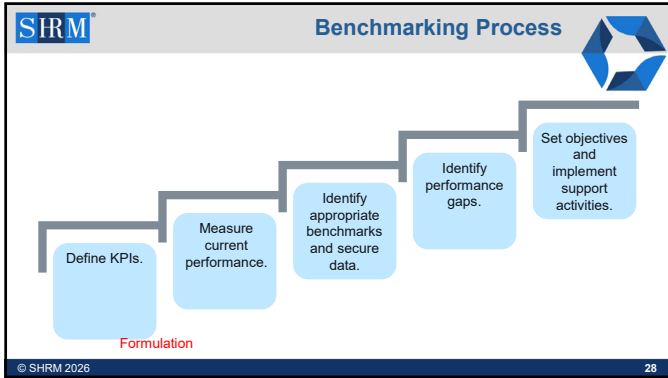 SHRM®
Benchmarking Process
Define KPIs.
Measure
current
performance.
Identify
appropriate
benchmarks
and secure
data.
Identify
performance
gaps.
Set objectives
and
implement
support
activities.
Formulation
© SHRM 2026
28